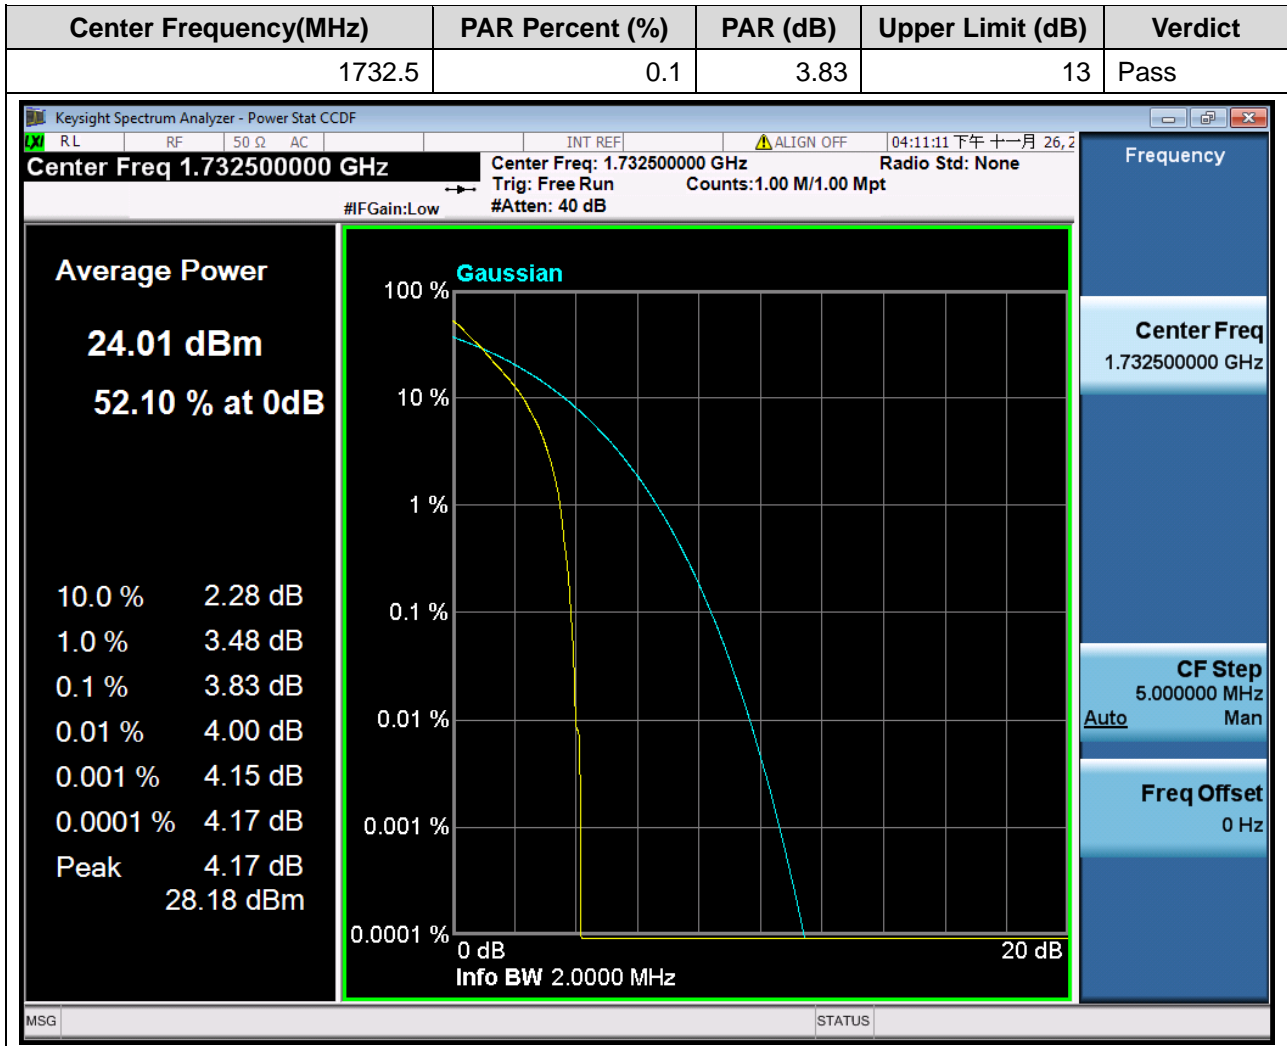 Center Frequency(MHz) PAR Percent (%) PAR (dB) Upper Limit (dB) Verdict
1732.5 0.1 3.83 13 Pass
Keysight Spectrum Analyzer - Power Stat CCDF
LXI RL RF 50 Ω AC INT REF ALIGN OFF 04:11:11 下午 十一月 26, 2
Center Freq 1.732500000 GHz
Center Freq: 1.732500000 GHz Radio Std: None
Trig: Free Run Counts:1.00 M/1.00 Mpt
#IFGain:Low #Atten: 40 dB
Average Power
24.01 dBm
52.10 % at 0dB
10.0 % 2.28 dB
1.0 % 3.48 dB
0.1 % 3.83 dB
0.01 % 4.00 dB
0.001 % 4.15 dB
0.0001 % 4.17 dB
Peak 4.17 dB
28.18 dBm
Gaussian
100 %
10 %
1 %
0.1 %
0.01 %
0.001 %
0.0001 %
0 dB 20 dB
Info BW 2.0000 MHz
Frequency
Center Freq
1.732500000 GHz
CF Step
5.000000 MHz
Auto Man
Freq Offset
0 Hz
MSG STATUS